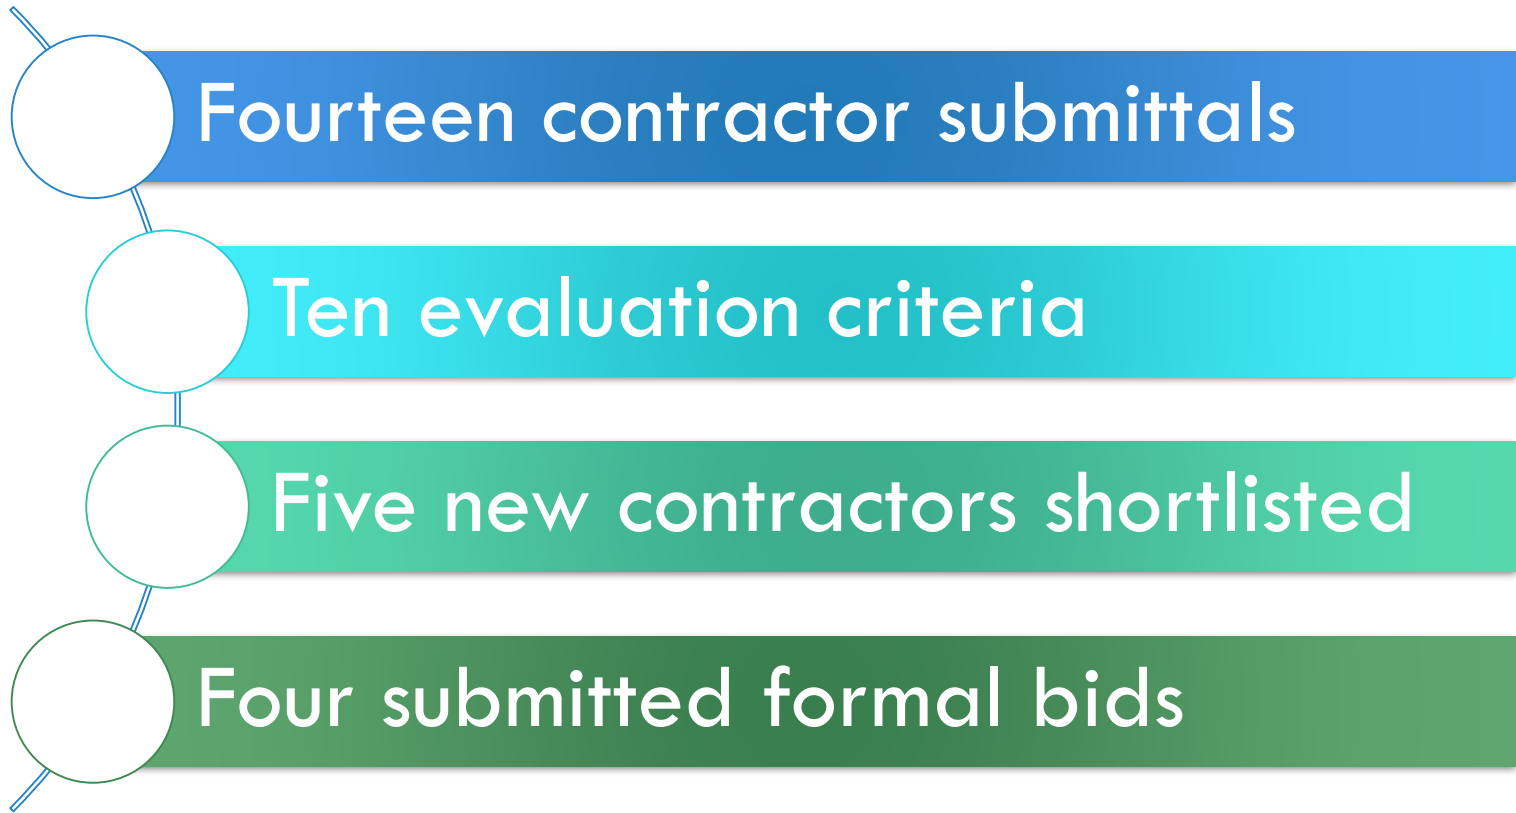 Fourteen contractor submittals
Ten evaluation criteria
Five new contractors shortlisted
Four submitted formal bids